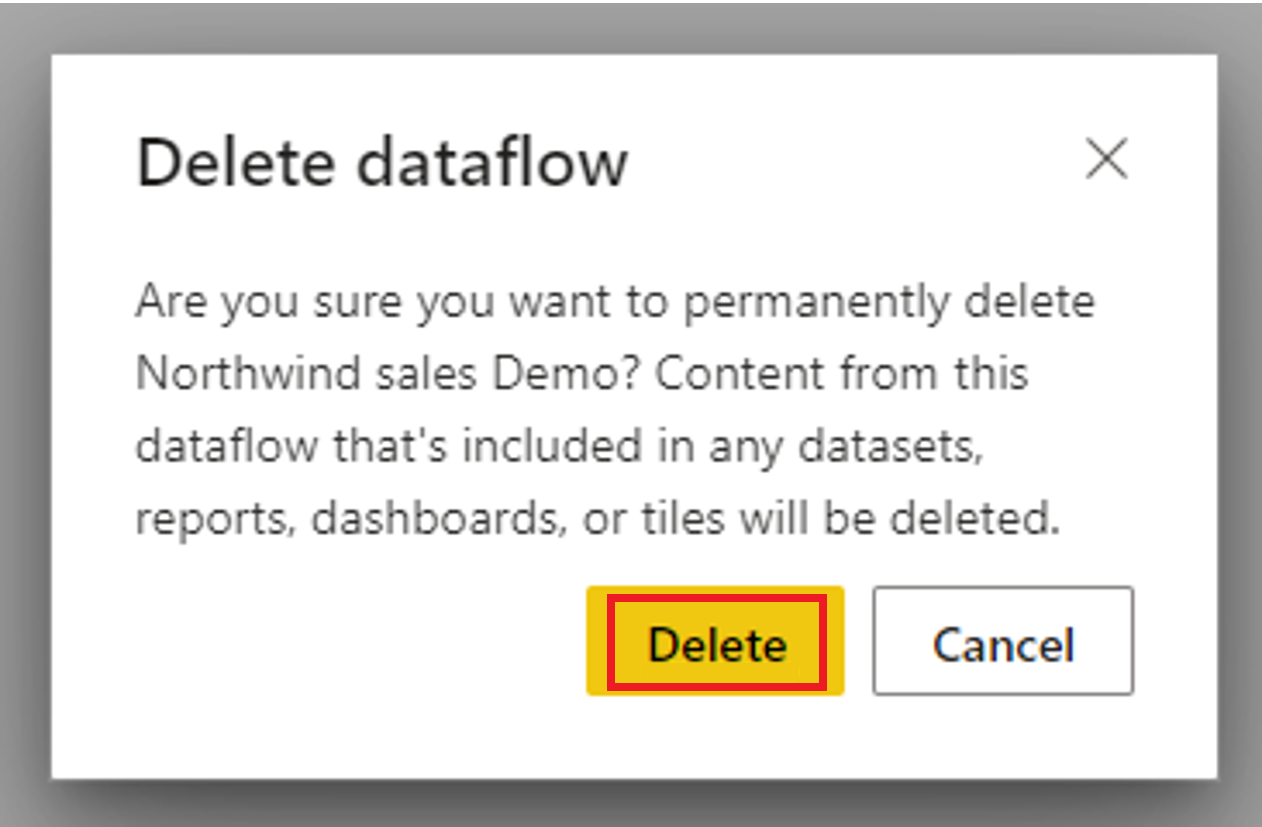 Delete dataflow
Are you sure you want to permanently delete
Northwind sales Demo? Content from this
dataflow that's included in any datasets,
reports, dashboards, or tiles will be deleted.
Delete
Cancel